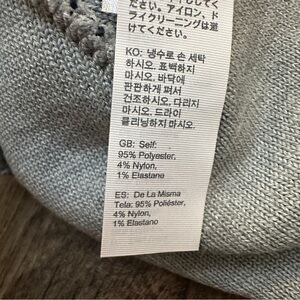 ださい。アイロン、ド
ライクリーニングは避
けてください。
KO: 냉수로 손 세탁
하시오. 표백하지
마시오. 바닥에
판판하게 펴서
건조하시오. 다리지
마시오. 드라이
클리닝하지 마시오.
GB: Self:
95% Polyester,
4% Nylon,
1% Elastane
ES: De La Misma
Tela: 95% Poliéster,
4% Nylon,
1% Elastano